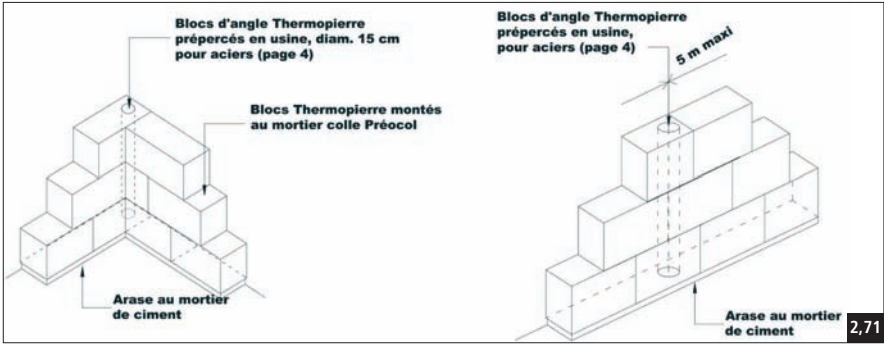 Blocs d'angle Thermopierre
prépercés en usine, diam. 15 cm
pour aciers (page 4)
Blocs Thermopierre montés
au mortier colle Préocol
Arase au mortier
de ciment
Blocs d'angle Thermopierre
prépercés en usine,
pour aciers (page 4)
5 m maxi
Arase au mortier
de ciment
2,71